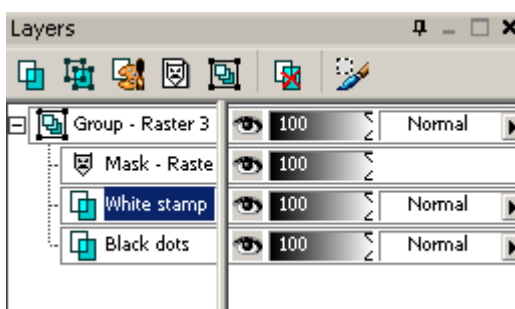 Layers
Group - Raster 3 100 Normal
Mask - Raste 100
White stamp 100 Normal
Black dots 100 Normal